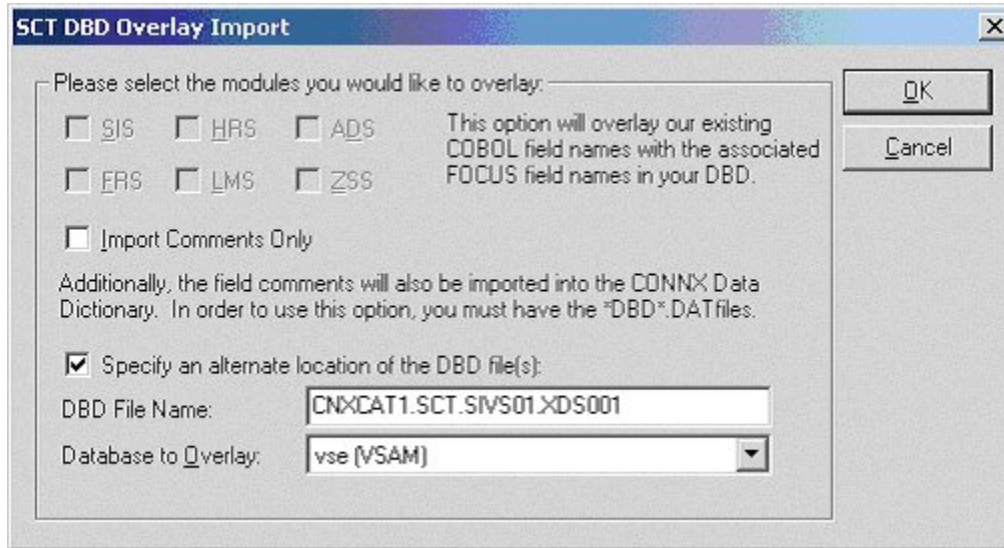 SCT DBD Overlay Import
Please select the modules you would like to overlay:
OK
SIS HRS ADS
This option will overlay our existing
COBOL field names with the associated
FOCUS field names in your DBD.
Cancel
FRS LMS ZSS
Import Comments Only
Additionally, the field comments will also be imported into the CONNX Data
Dictionary. In order to use this option, you must have the *DBD*.DATfiles.
Specify an alternate location of the DBD file(s):
DBD File Name: CNXCAT1.SCT.SIVS01.XDS001
Database to Overlay: vse (VSAM)